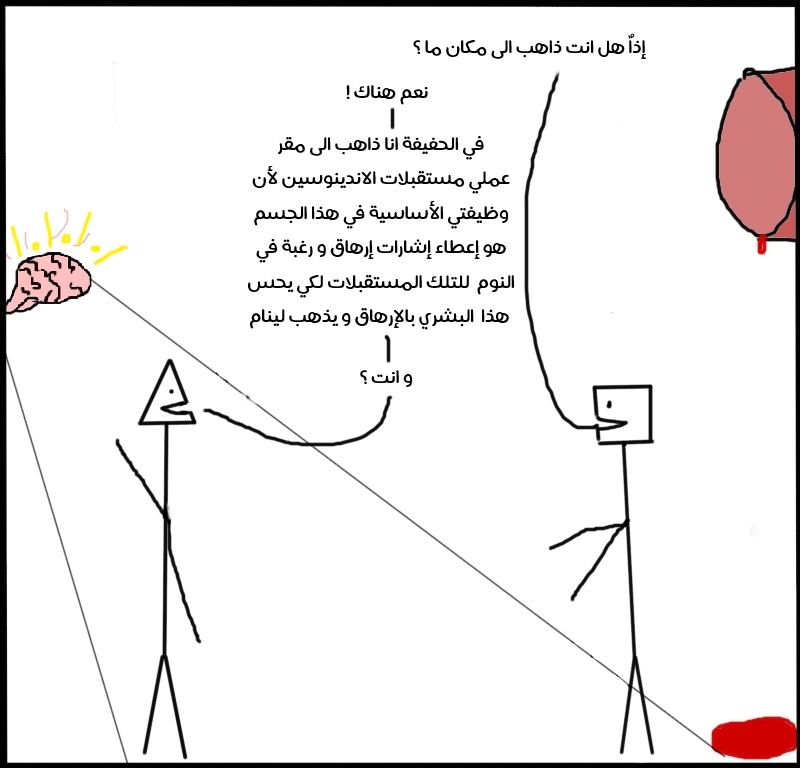 إذاً هل انت ذاهب الى مكان ما ؟
نعم هناك !
في الحفيفة انا ذاهب الى مقر
عملي مستقبلات الاندينوسين لأن
وظيفتي الأساسية في هذا الجسم
هو إعطاء إشارات إرهاق و رغبة في
النوم للتلك المستقبلات لكي يحس
هذا البشري بالإرهاق و يذهب لينام
و انت ؟